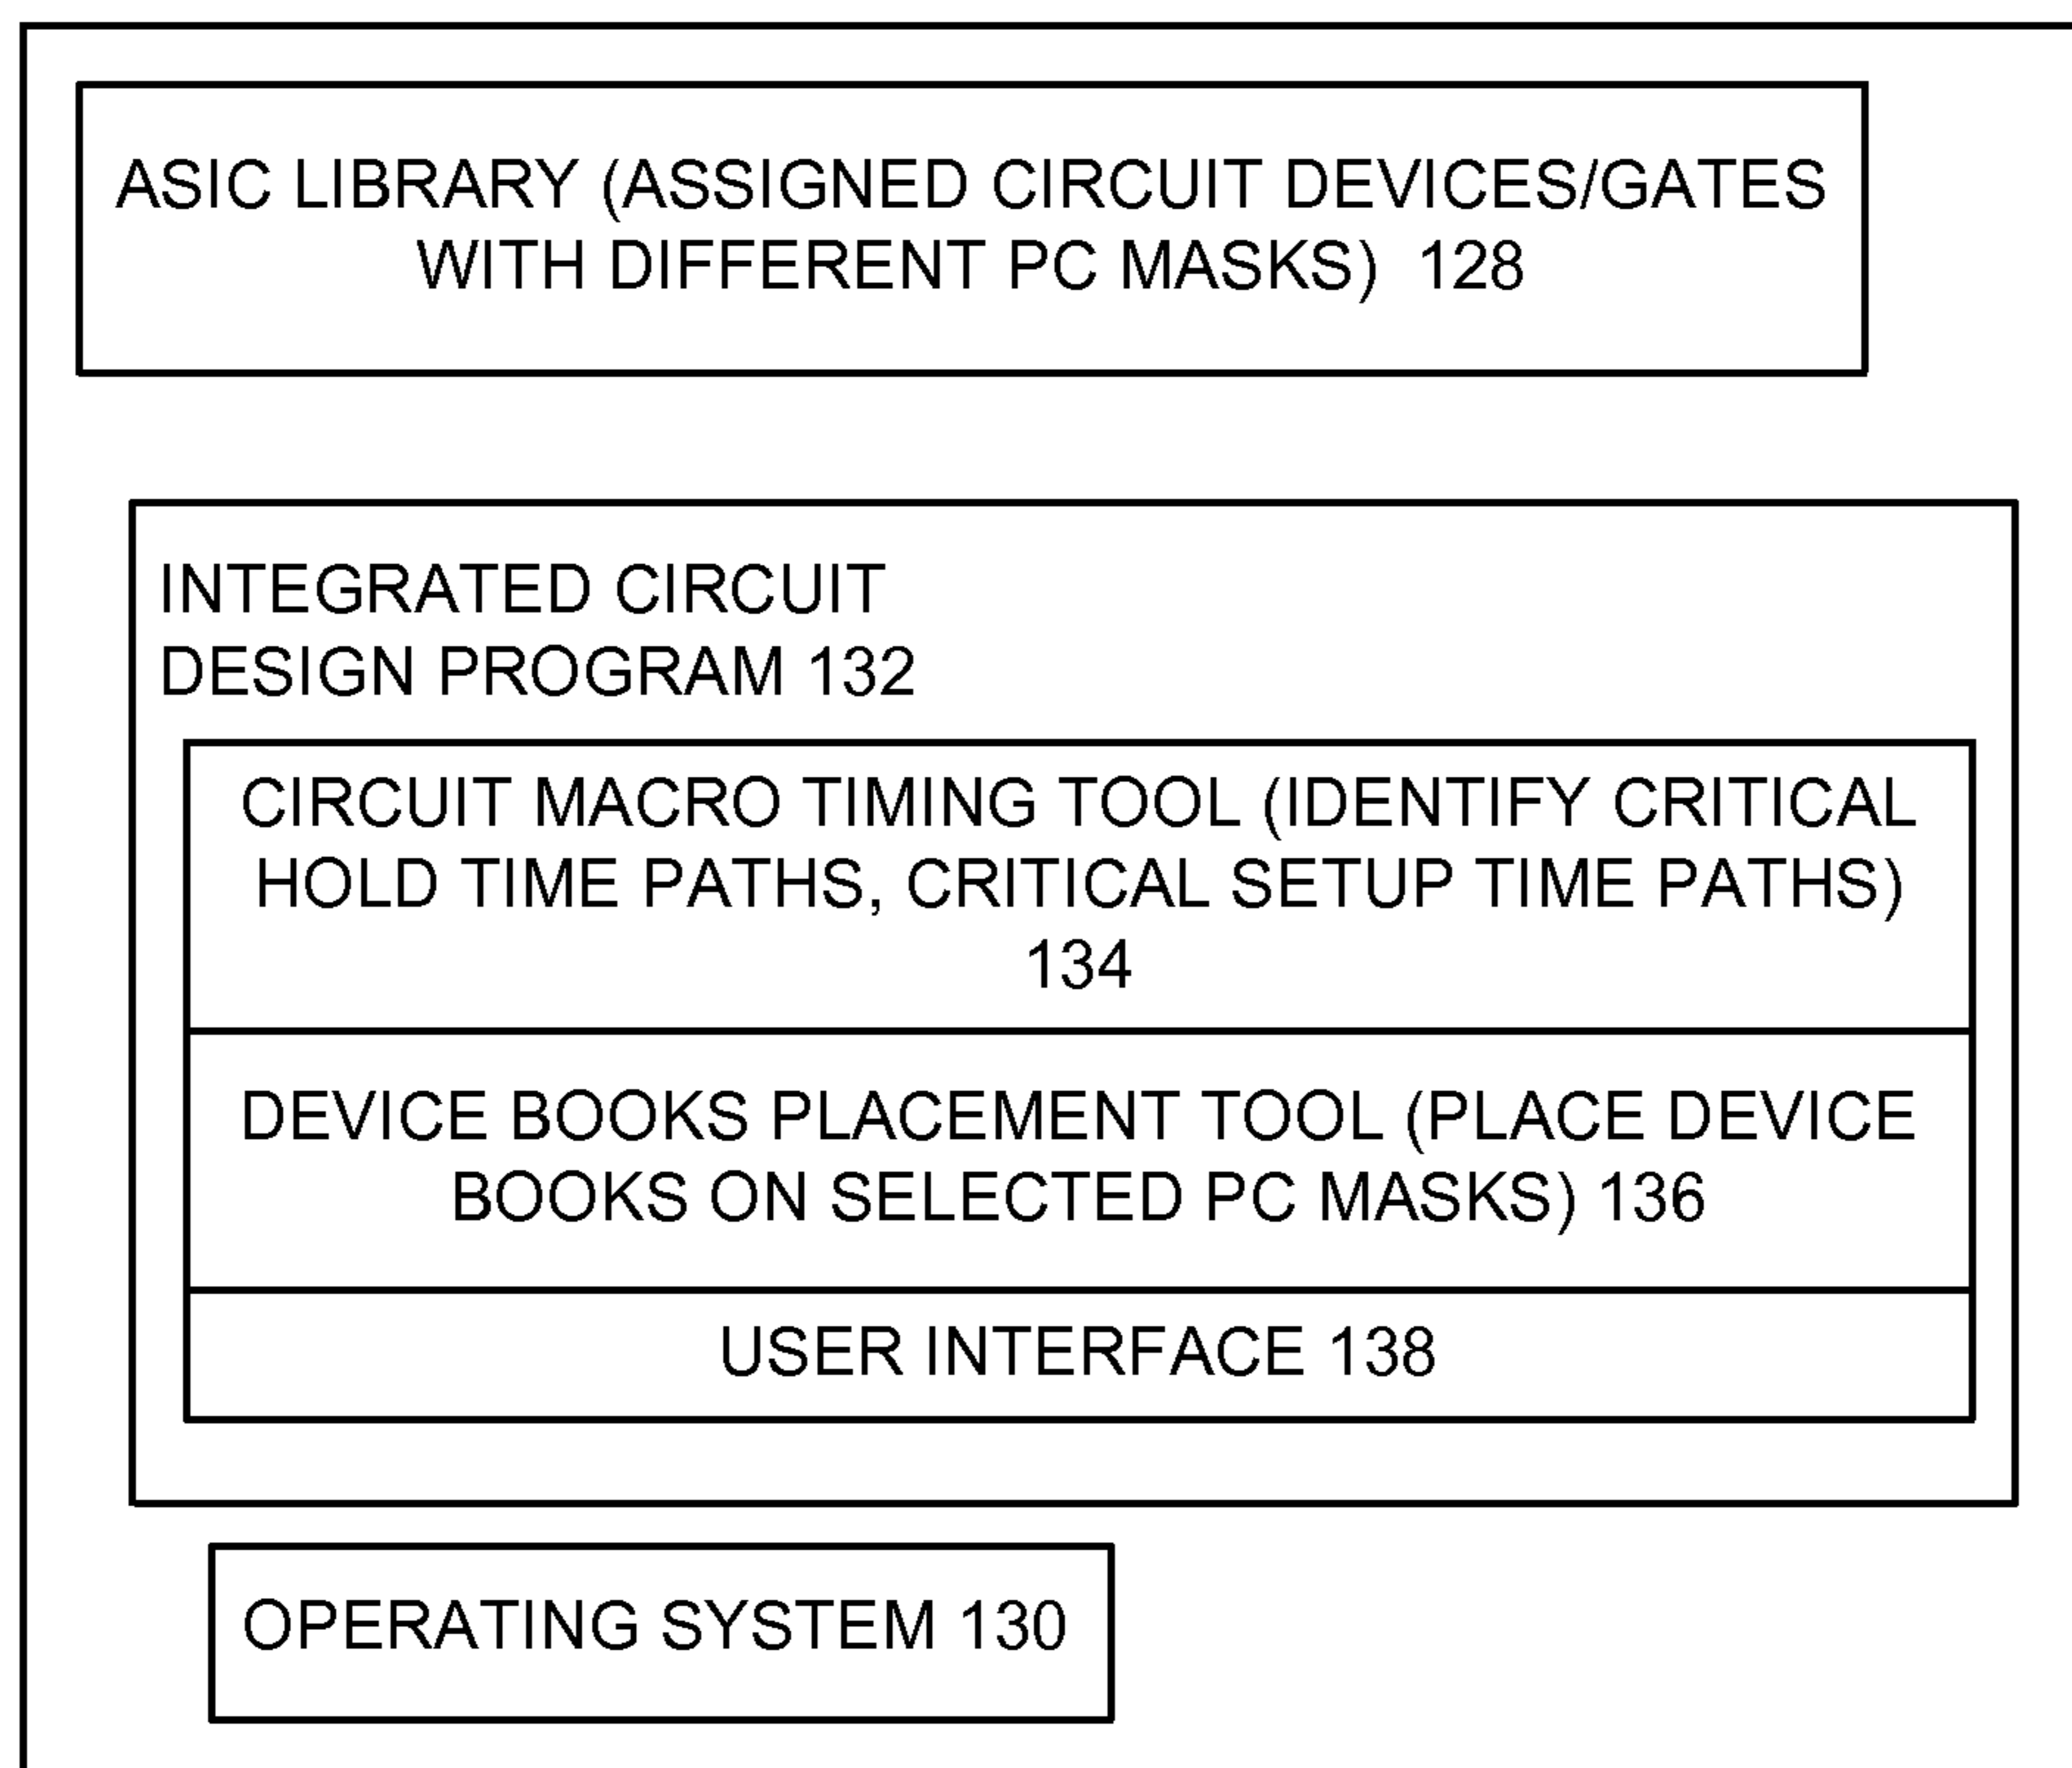 ASIC LIBRARY (ASSIGNED CIRCUIT DEVICES/GATES
WITH DIFFERENT PC MASKS) 128
INTEGRATED CIRCUIT
DESIGN PROGRAM 132
CIRCUIT MACRO TIMING TOOL (IDENTIFY CRITICAL
HOLD TIME PATHS, CRITICAL SETUP TIME PATHS)
134
DEVICE BOOKS PLACEMENT TOOL (PLACE DEVICE
BOOKS ON SELECTED PC MASKS) 136
USER INTERFACE 138
OPERATING SYSTEM 130